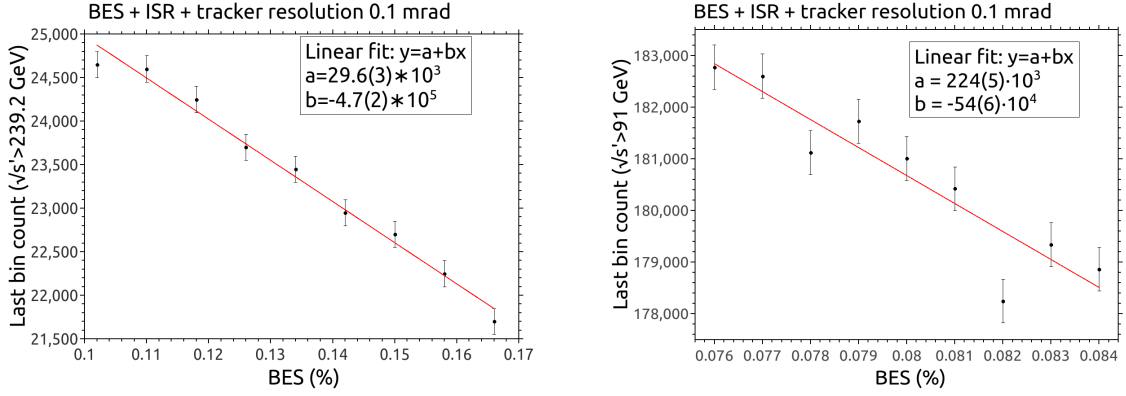 BES + ISR + tracker resolution 0.1 mrad
Last bin count (√s'>239.2 GeV)
25,000
24,500
24,000
23,500
23,000
22,500
22,000
21,500
Linear fit: y=a+bx
a=29.6(3)∗10³
b=-4.7(2)∗10⁵
0.1 0.11 0.12 0.13 0.14 0.15 0.16 0.17
BES (%)
BES + ISR + tracker resolution 0.1 mrad
Last bin count (√s'>91 GeV)
183,000
182,000
181,000
180,000
179,000
178,000
Linear fit: y=a+bx
a = 224(5)·10³
b = -54(6)·10⁴
0.076 0.077 0.078 0.079 0.08 0.081 0.082 0.083 0.084
BES (%)